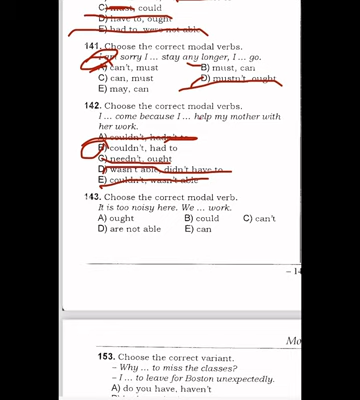 C) must, could
D) have to, ought
E) had to, were not able
141. Choose the correct modal verbs.
I am sorry I ... stay any longer, I ... go.
A) can't, must
B) must, can
C) can, must
D) mustn't, ought
E) may, can
142. Choose the correct modal verbs.
I ... come because I ... help my mother with
her work.
A) couldn't, hadn't to
B) couldn't, had to
C) needn't, ought
D) wasn't able, didn't have to
E) couldn't, wasn't able
143. Choose the correct modal verb.
It is too noisy here. We ... work.
A) ought
B) could
C) can't
D) are not able
E) can
– 14
Mo
153. Choose the correct variant.
– Why ... to miss the classes?
– I ... to leave for Boston unexpectedly.
A) do you have, haven't